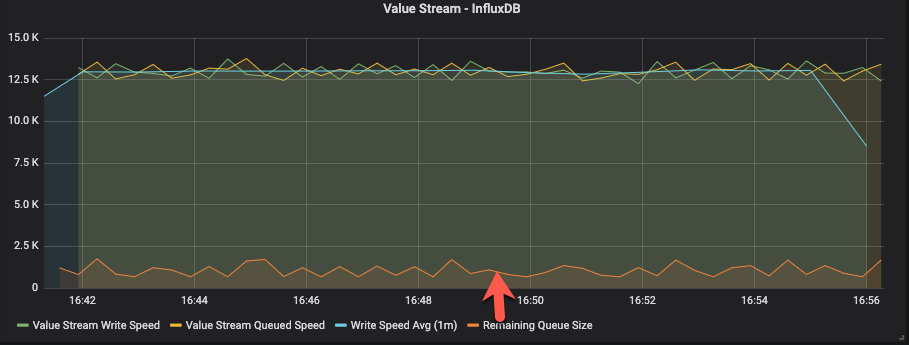 Value Stream - InfluxDB
15.0 K
12.5 K
10.0 K
7.5 K
5.0 K
2.5 K
0
16:42 16:44 16:46 16:48 16:50 16:52 16:54 16:56
Value Stream Write Speed Value Stream Queued Speed Write Speed Avg (1m) Remaining Queue Size